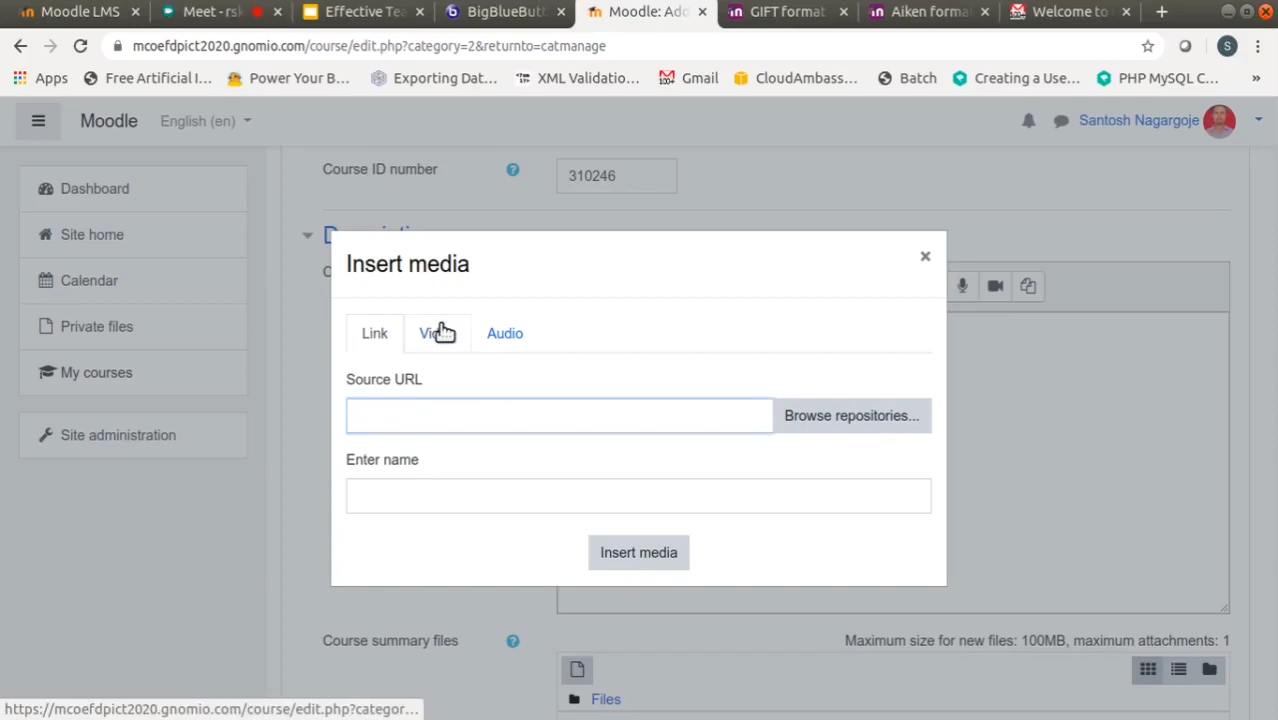 Moodle LMS
Meet - rsk
Effective Tea
BigBlueButt
Moodle: Add
GIFT format
Aiken forma
Welcome to
mcoefdpict2020.gnomio.com/course/edit.php?category=2&returnto=catmanage
S
Apps
Free Artificial I...
Power Your B...
Exporting Dat...
XML Validatio...
Gmail
CloudAmbass...
Batch
Creating a Use...
PHP MySQL C...
»
Moodle
English (en)
Santosh Nagargoje
Dashboard
Site home
Calendar
Private files
My courses
Site administration
Course ID number
310246
Insert media
×
Link
Audio
Source URL
Browse repositories...
Enter name
Insert media
Course summary files
Maximum size for new files: 100MB, maximum attachments: 1
Files
https://mcoefdpict2020.gnomio.com/course/edit.php?categor...